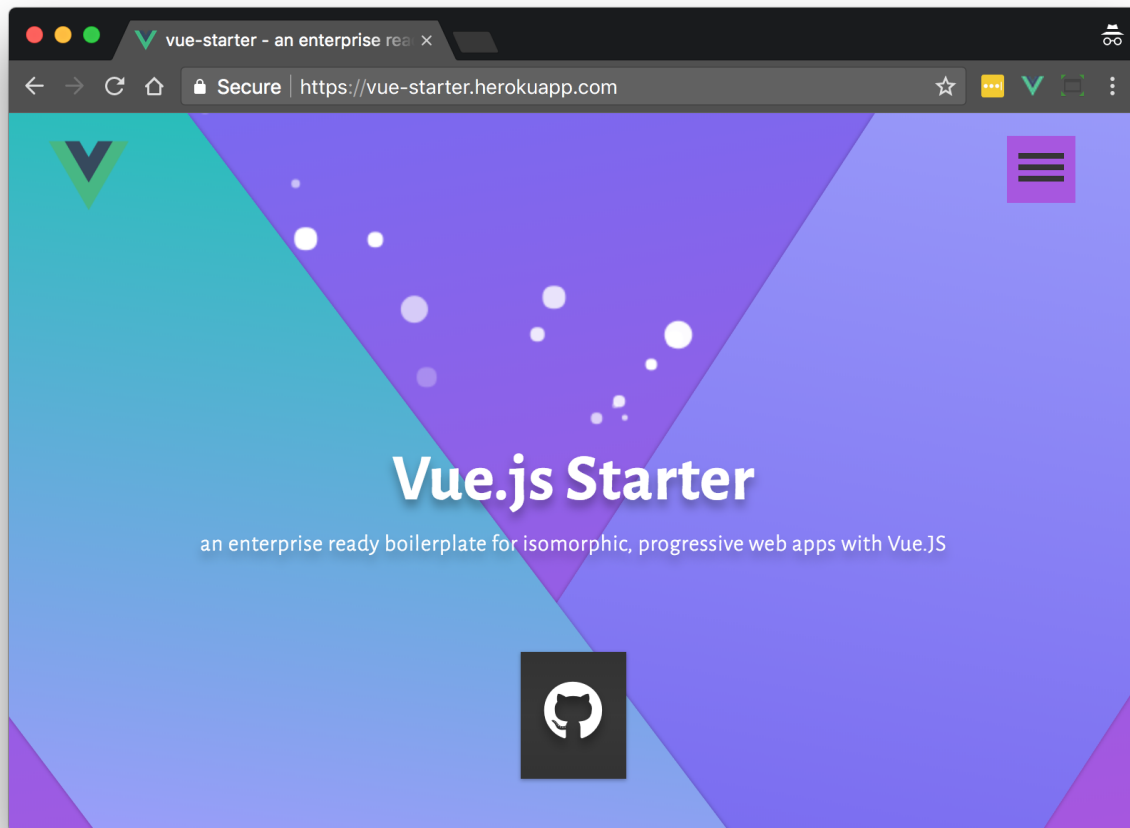 vue-starter - an enterprise rea
Secure
https://vue-starter.herokuapp.com
Vue.js Starter
an enterprise ready boilerplate for isomorphic, progressive web apps with Vue.JS